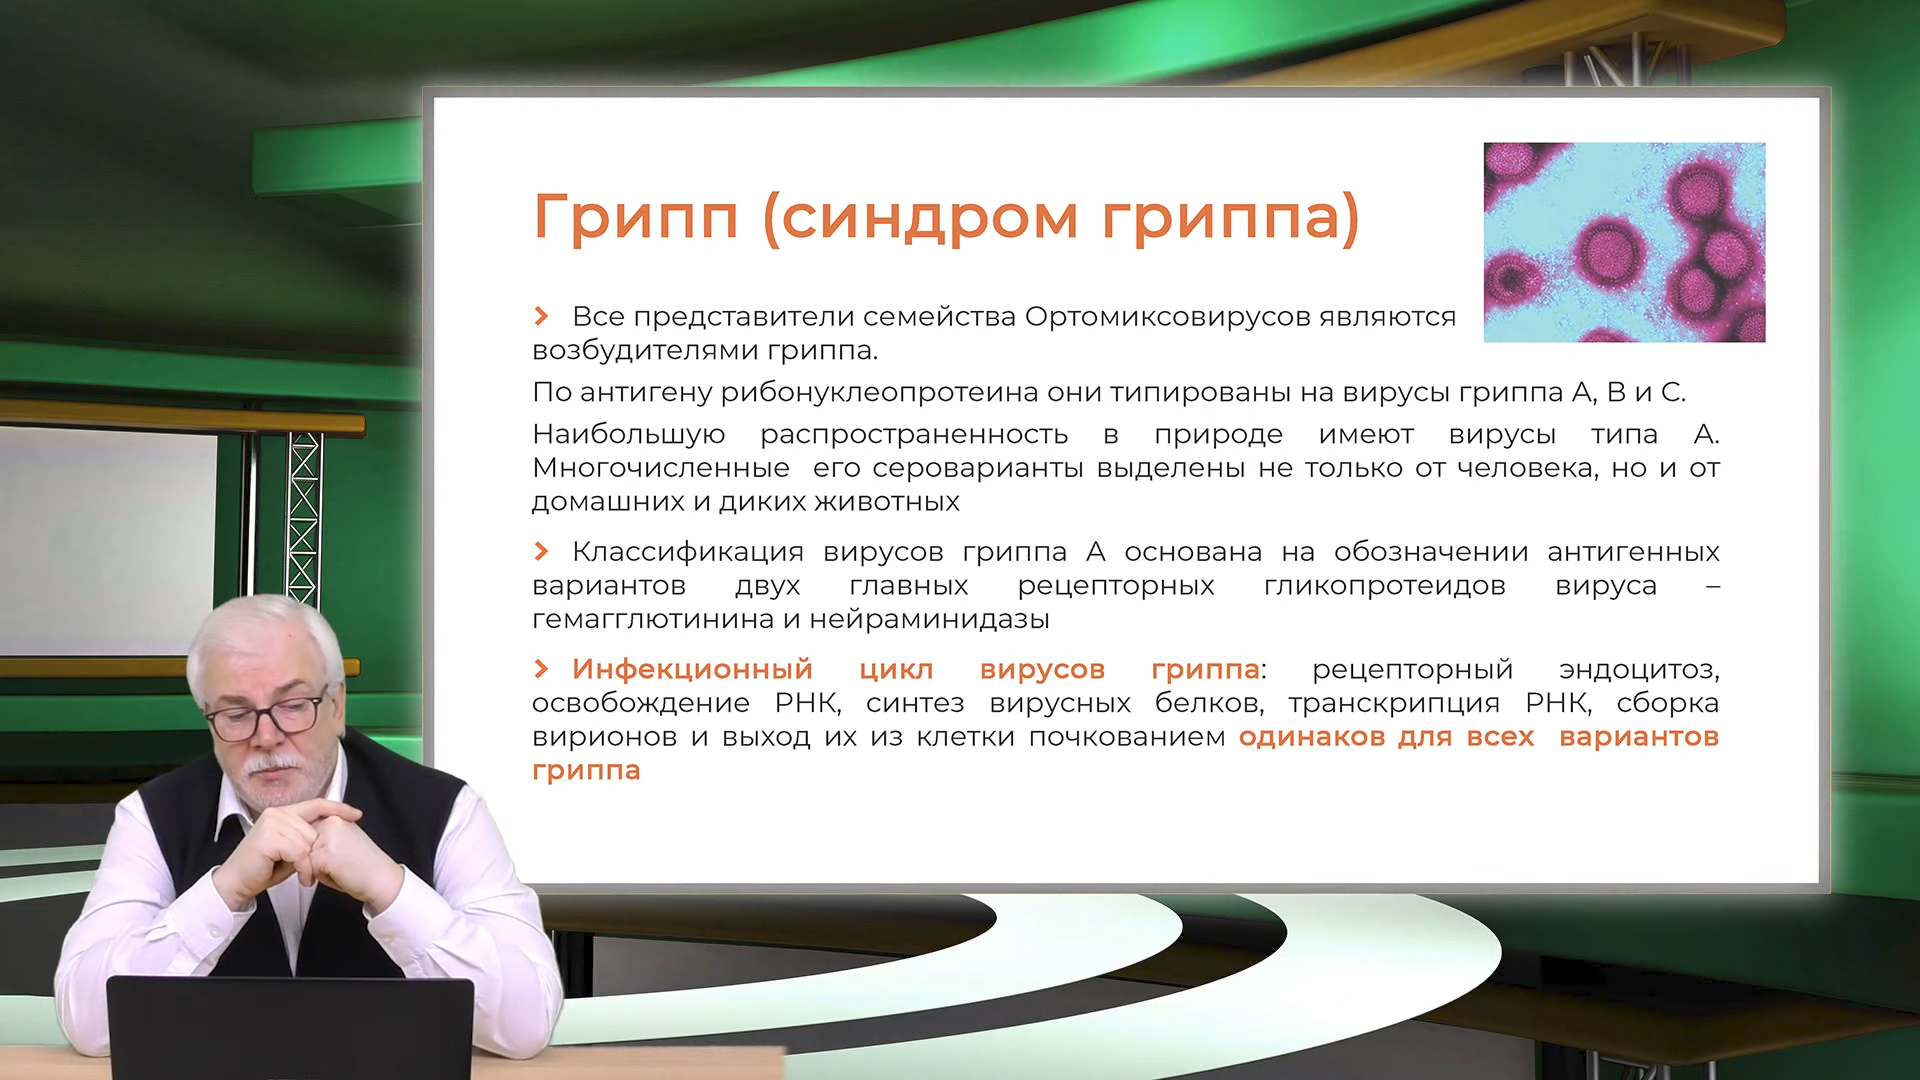 Грипп (синдром гриппа)
Все представители семейства Ортомиксовирусов являются
возбудителями гриппа.
По антигену рибонуклеопротеина они типированы на вирусы гриппа А, В и С.
Наибольшую распространенность в природе имеют вирусы типа А.
Многочисленные его сероварианты выделены не только от человека, но и от
домашних и диких животных
Классификация вирусов гриппа А основана на обозначении антигенных
вариантов двух главных рецепторных гликопротеидов вируса –
гемагглютинина и нейраминидазы
Инфекционный цикл вирусов гриппа: рецепторный эндоцитоз,
освобождение РНК, синтез вирусных белков, транскрипция РНК, сборка
вирионов и выход их из клетки почкованием одинаков для всех вариантов
гриппа